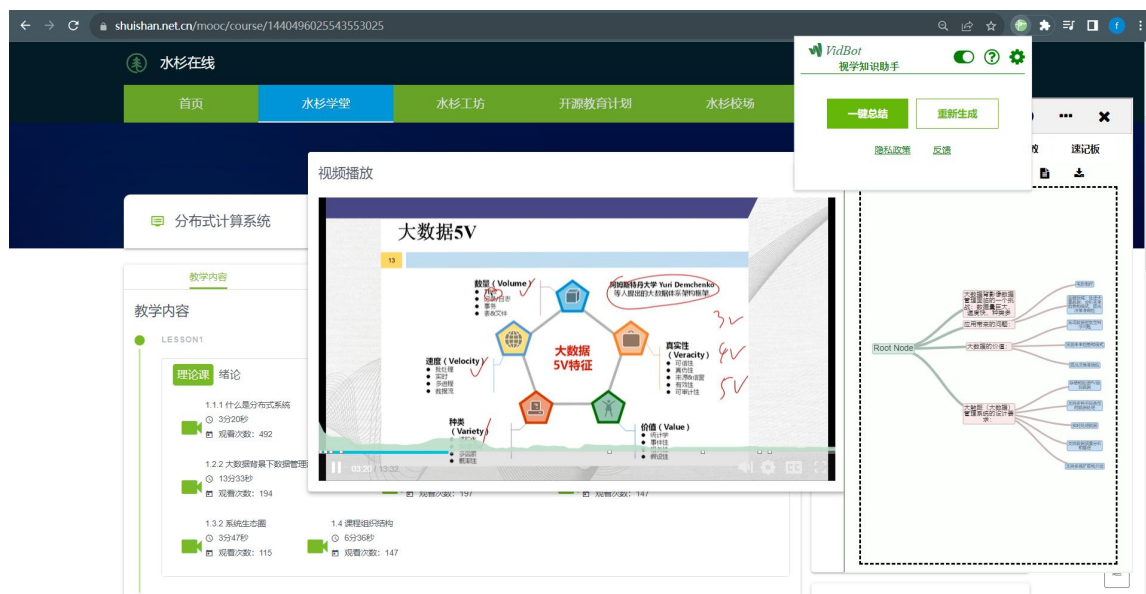 shuishan.net.cn/mooc/course/1440496025543553025
水杉在线
首页
水杉学堂
水杉工坊
开源教育计划
水杉校场
VidBot
视学知识助手
一键总结
重新生成
隐私政策
反馈
速记板
视频播放
分布式计算系统
教学内容
教学内容
LESSON1
理论课 绪论
1.1.1 什么是分布式系统
3分20秒
观看次数: 492
1.2.2 大数据背景下数据管理
13分33秒
观看次数: 194
观看次数: 197
观看次数: 147
1.3.2 系统生态圈
3分47秒
观看次数: 115
1.4 课程组织结构
6分36秒
观看次数: 147
大数据5V
13
数量 ( Volume )
阿姆斯特丹大学 Yuri Demchenko
等人提出的大数据体系架构框架
3V
4V
5V
大数据
5V特征
速度 ( Velocity )
批处理
实时
多进程
数据流
真实性
( Veracity )
可信性
真伪性
来源和信誉
有效性
可审计性
种类
( Variety )
价值 ( Value )
统计学
事件性
假设性
03:20 / 13:32
Root Node
应用带来的问题:
大数据的价值: